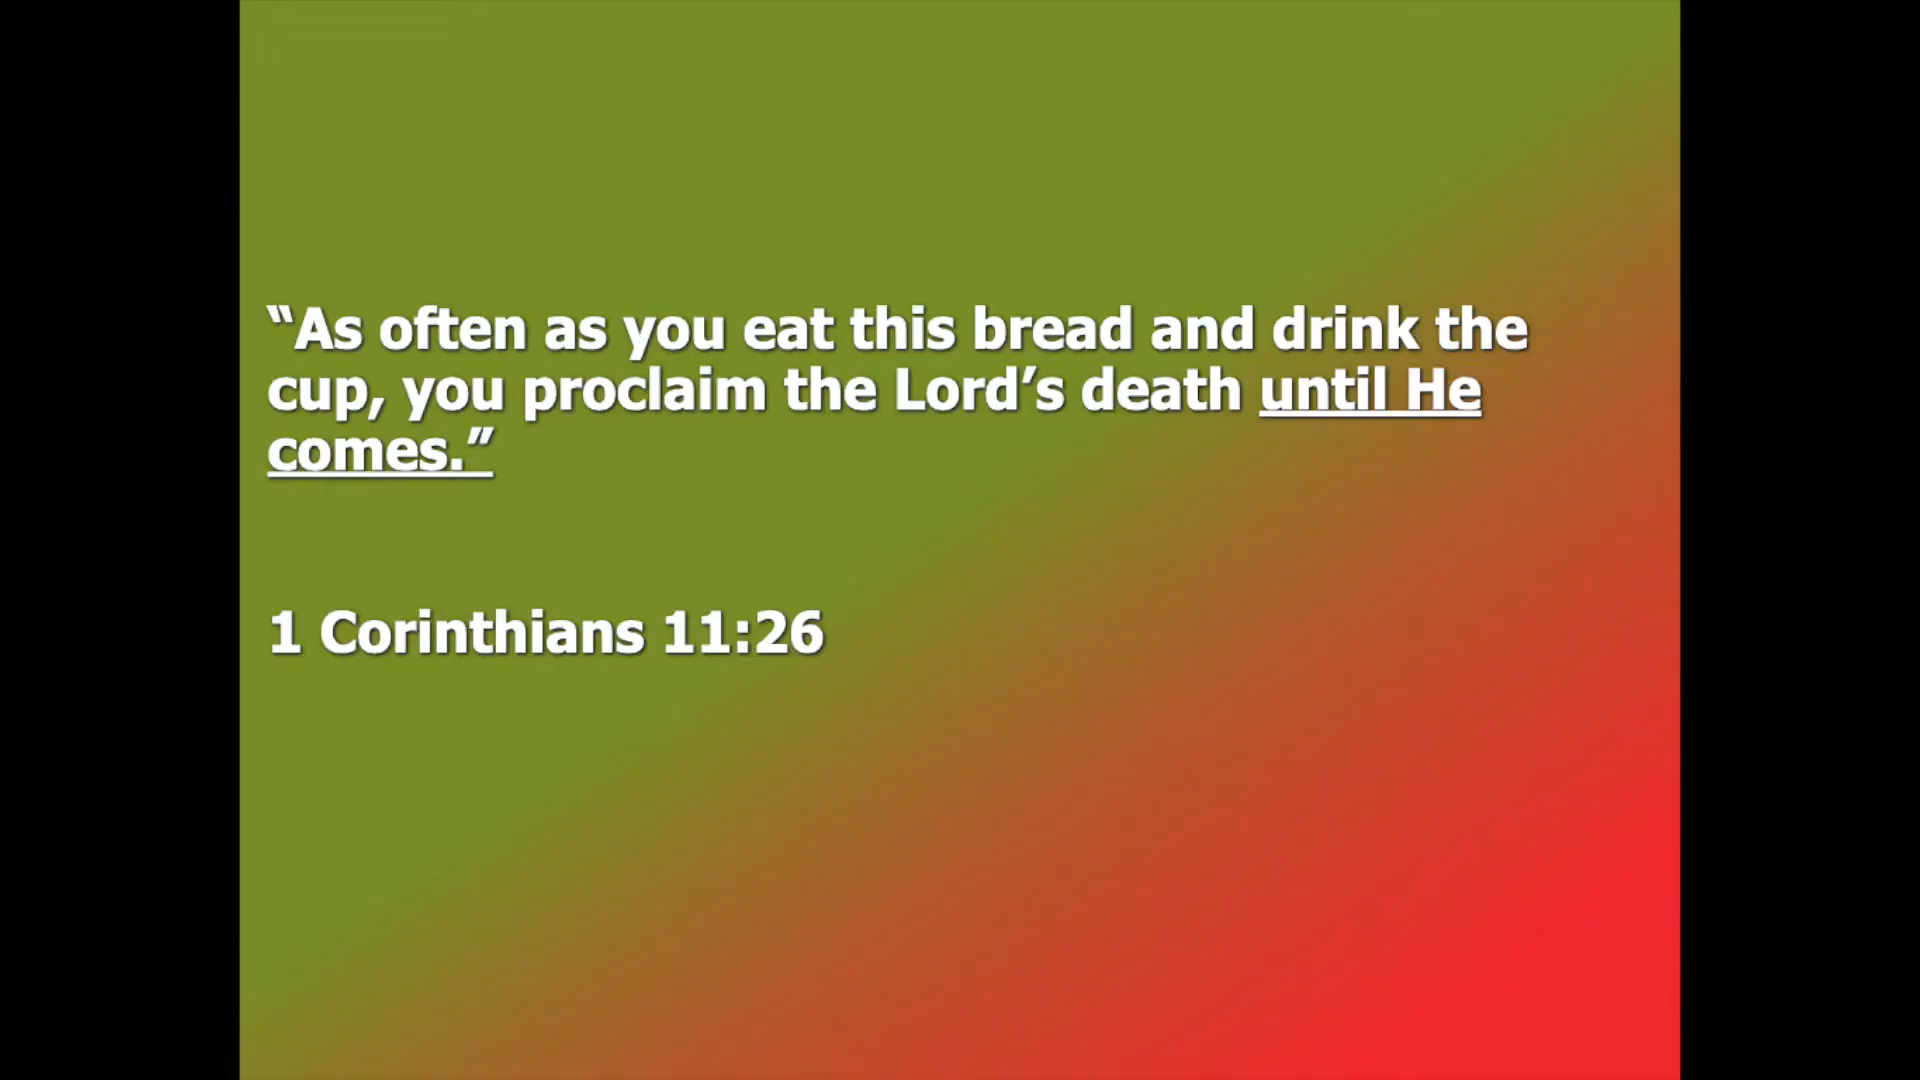 “As often as you eat this bread and drink the
cup, you proclaim the Lord’s death until He
comes.”
1 Corinthians 11:26